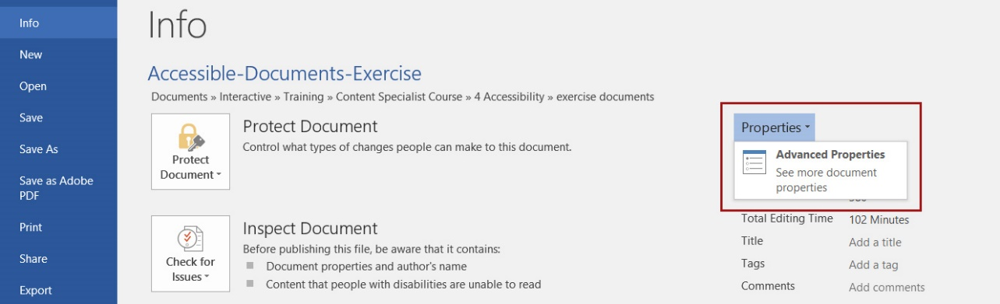 Info
New
Open
Save
Save As
Save as Adobe
PDF
Print
Share
Export
Info
Accessible-Documents-Exercise
Documents » Interactive » Training » Content Specialist Course » 4 Accessibility » exercise documents
Protect
Document
Protect Document
Control what types of changes people can make to this document.
Check for
Issues
Inspect Document
Before publishing this file, be aware that it contains:
Document properties and author's name
Content that people with disabilities are unable to read
Properties
Advanced Properties
See more document
properties
Total Editing Time 102 Minutes
Title Add a title
Tags Add a tag
Comments Add comments